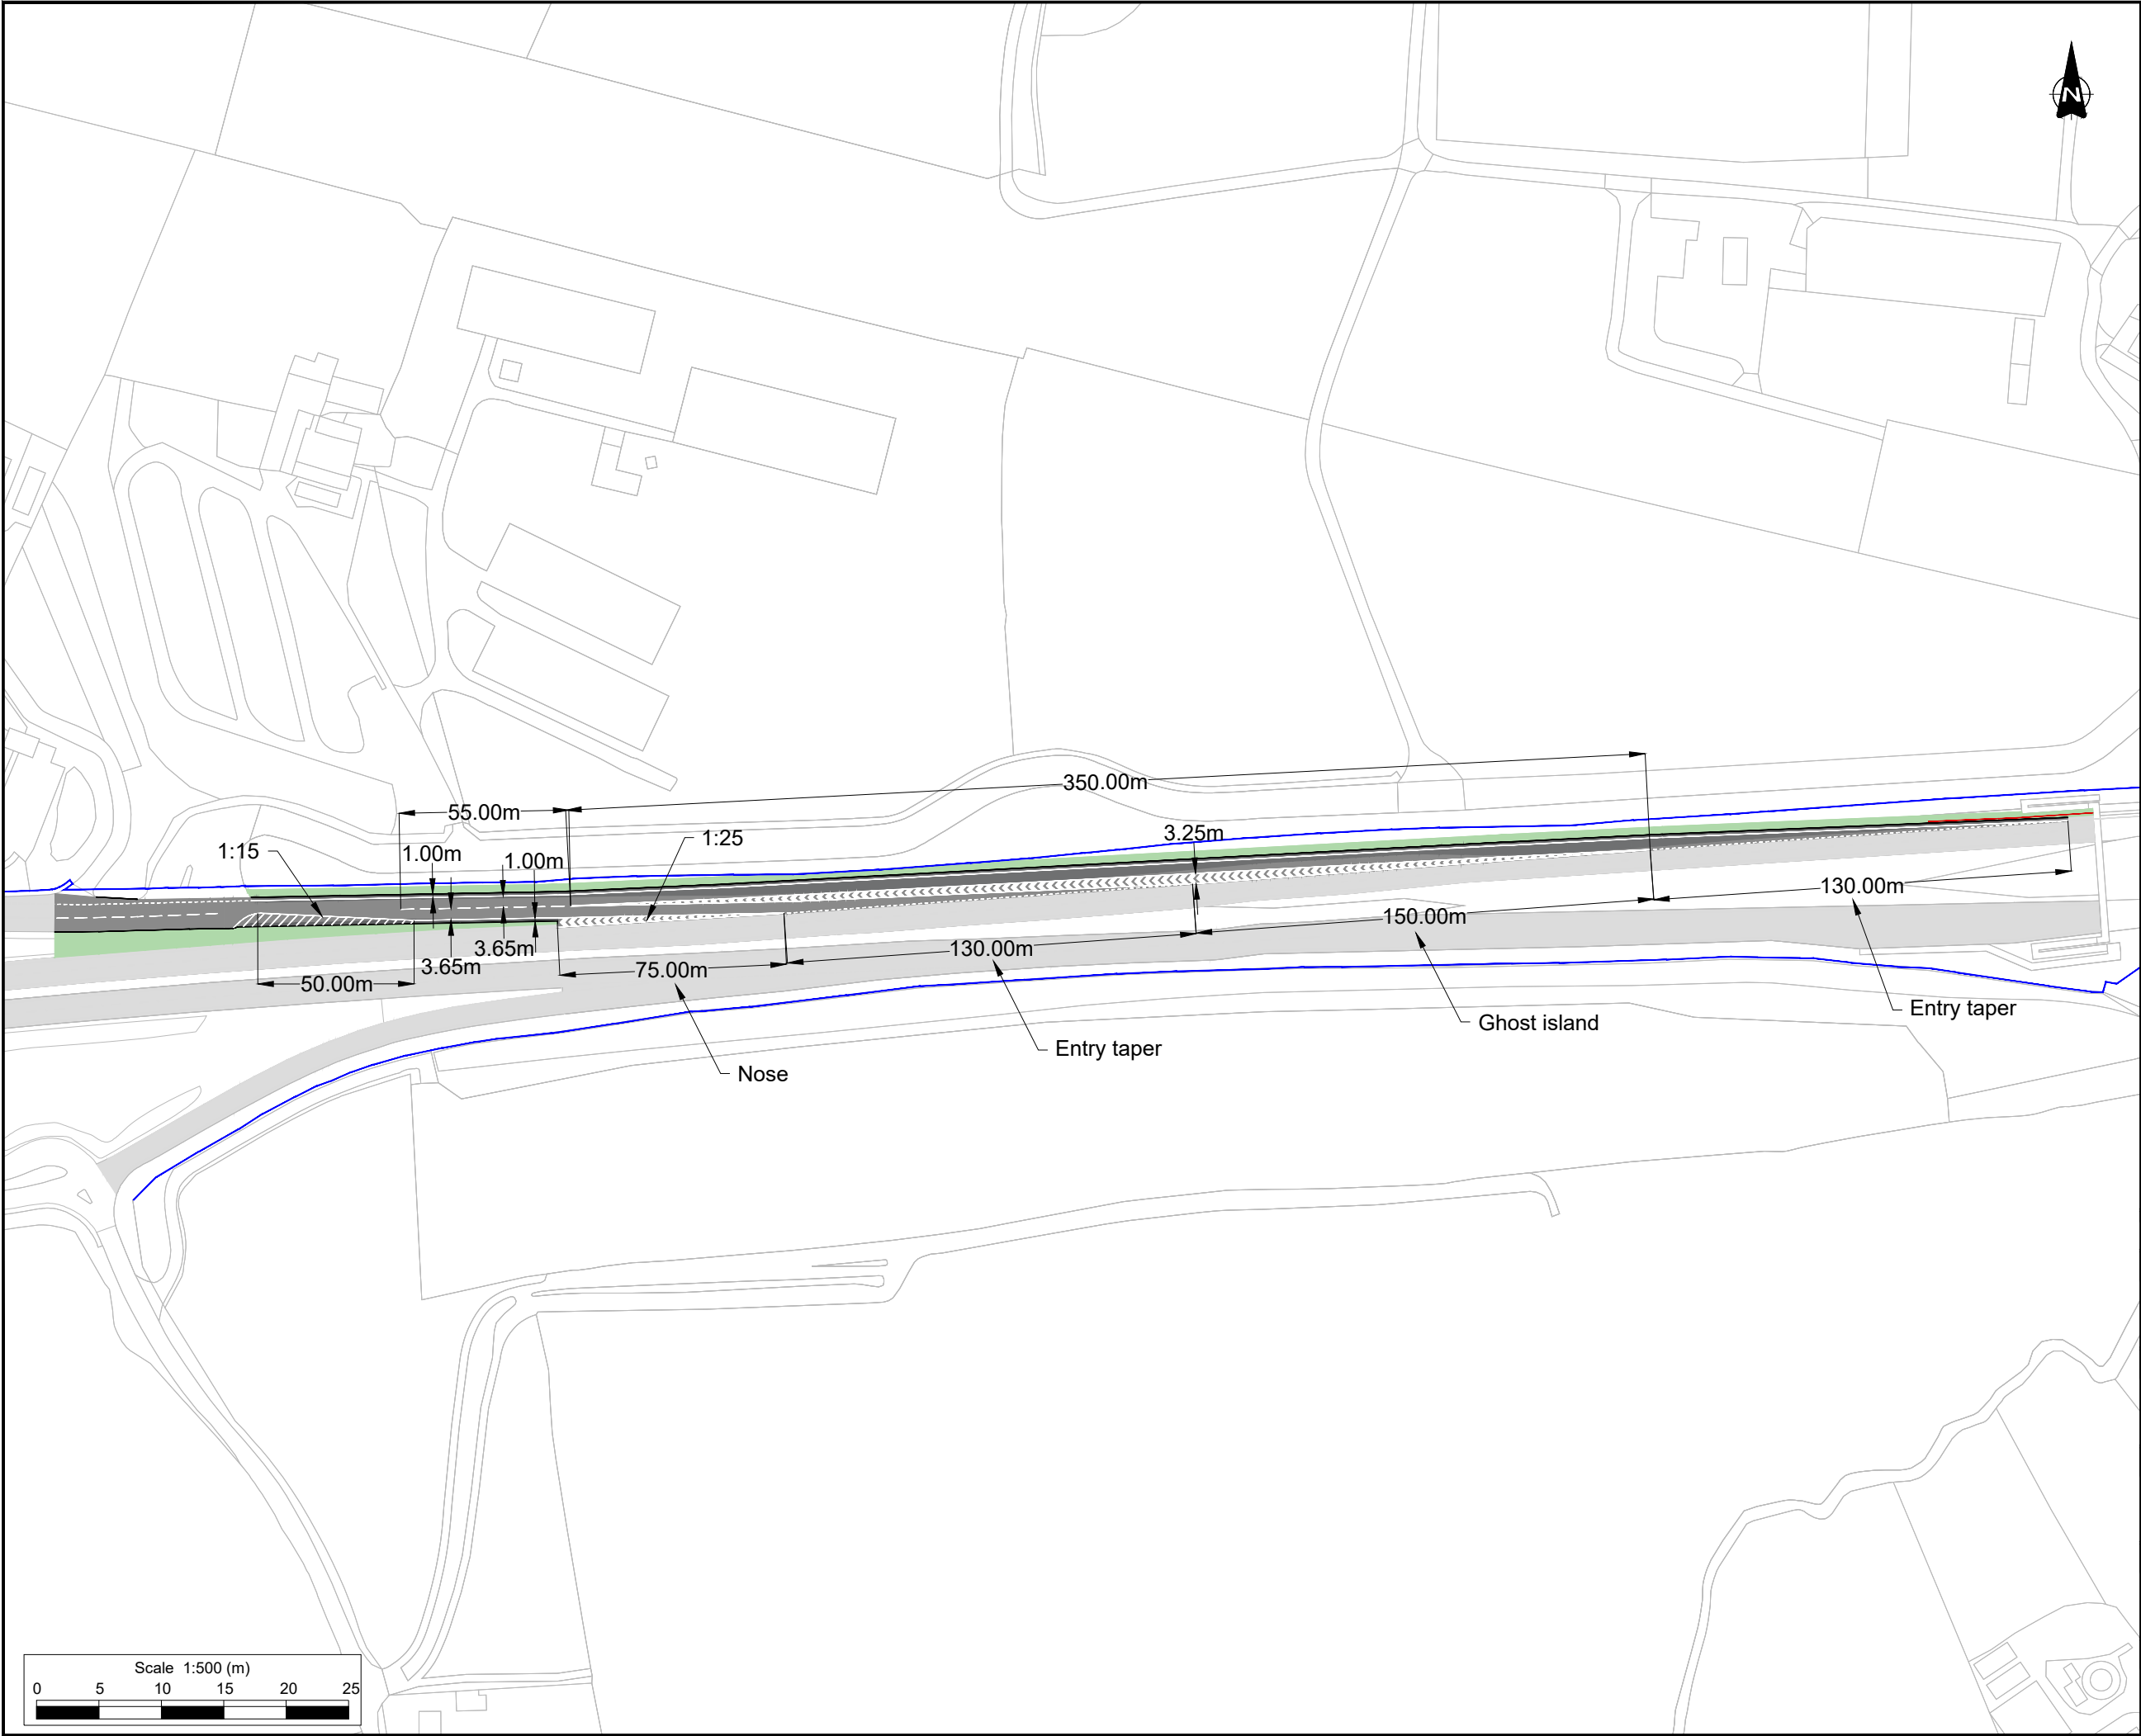 N
350.00m
55.00m
3.25m
1:25
1:15
1.00m
1.00m
130.00m
150.00m
3.65m
130.00m
3.65m
75.00m
50.00m
Entry taper
Ghost island
Entry taper
Nose
Scale 1:500 (m)
0 5 10 15 20 25